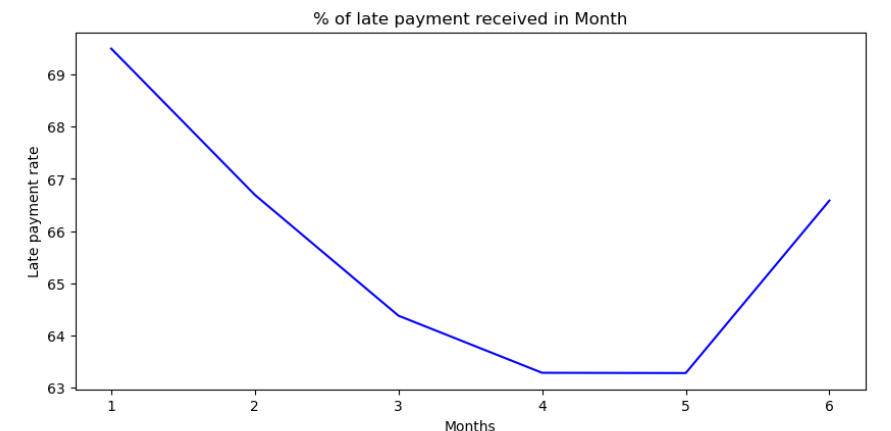 % of late payment received in Month
Late payment rate
69
68
67
66
65
64
63
1 2 3 4 5 6
Months